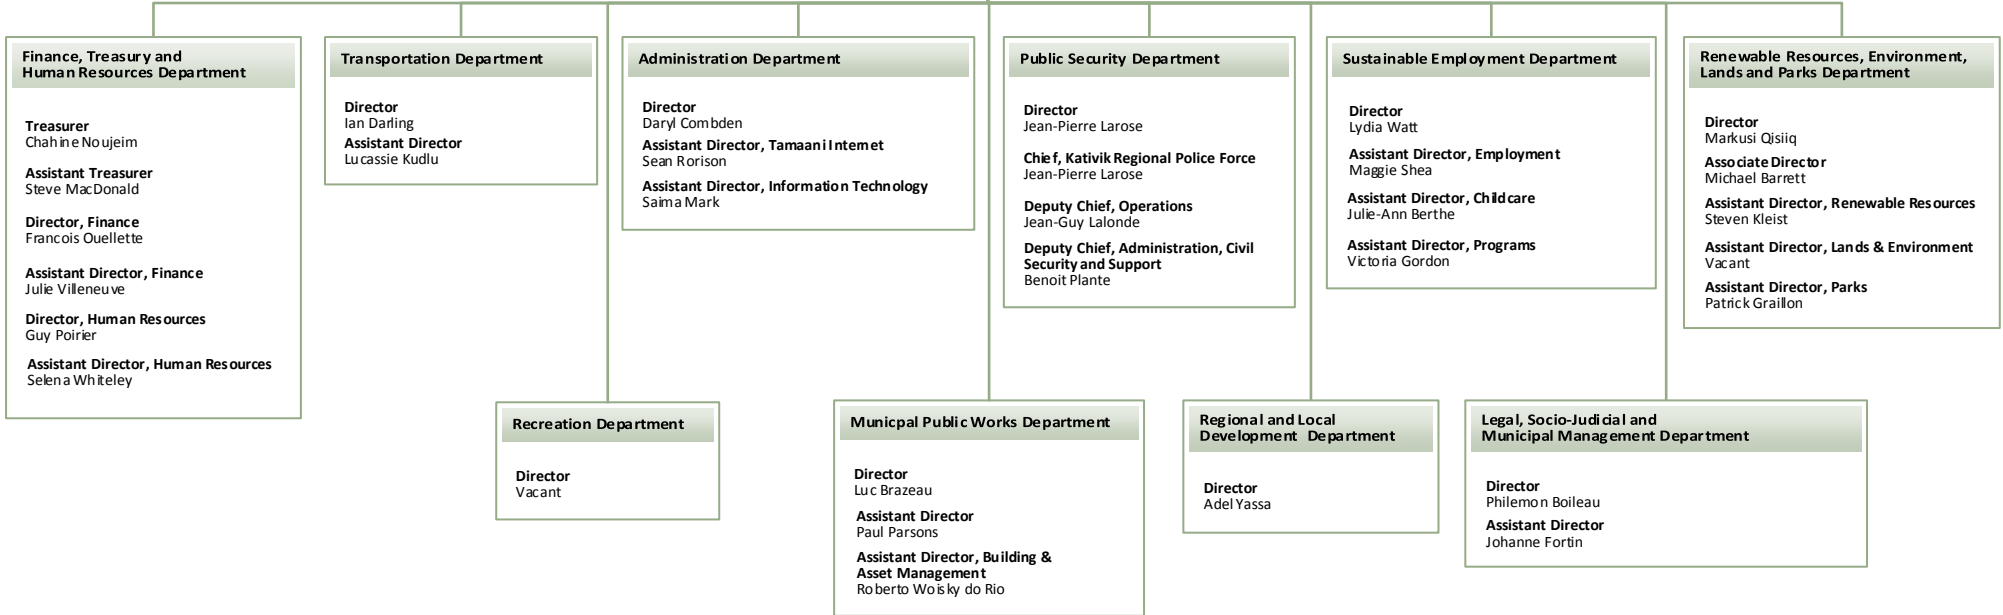 Finance, Treasury and
Human Resources Department
Treasurer
Chahine Noujeim
Assistant Treasurer
Steve MacDonald
Director, Finance
Francois Ouellette
Assistant Director, Finance
Julie Villeneuve
Director, Human Resources
Guy Poirier
Assistant Director, Human Resources
Selena Whiteley
Transportation Department
Director
Ian Darling
Assistant Director
Lucassie Kudlu
Administration Department
Director
Daryl Combden
Assistant Director, Tamaani Internet
Sean Rorison
Assistant Director, Information Technology
Saima Mark
Public Security Department
Director
Jean-Pierre Larose
Chief, Kativik Regional Police Force
Jean-Pierre Larose
Deputy Chief, Operations
Jean-Guy Lalonde
Deputy Chief, Administration, Civil
Security and Support
Benoit Plante
Sustainable Employment Department
Director
Lydia Watt
Assistant Director, Employment
Maggie Shea
Assistant Director, Childcare
Julie-Ann Berthe
Assistant Director, Programs
Victoria Gordon
Renewable Resources, Environment,
Lands and Parks Department
Director
Markusi Qisiiq
Associate Director
Michael Barrett
Assistant Director, Renewable Resources
Steven Kleist
Assistant Director, Lands & Environment
Vacant
Assistant Director, Parks
Patrick Graillon
Recreation Department
Director
Vacant
Municpal Public Works Department
Director
Luc Brazeau
Assistant Director
Paul Parsons
Assistant Director, Building &
Asset Management
Roberto Woisky do Rio
Regional and Local
Development Department
Director
Adel Yassa
Legal, Socio-Judicial and
Municipal Management Department
Director
Philemon Boileau
Assistant Director
Johanne Fortin